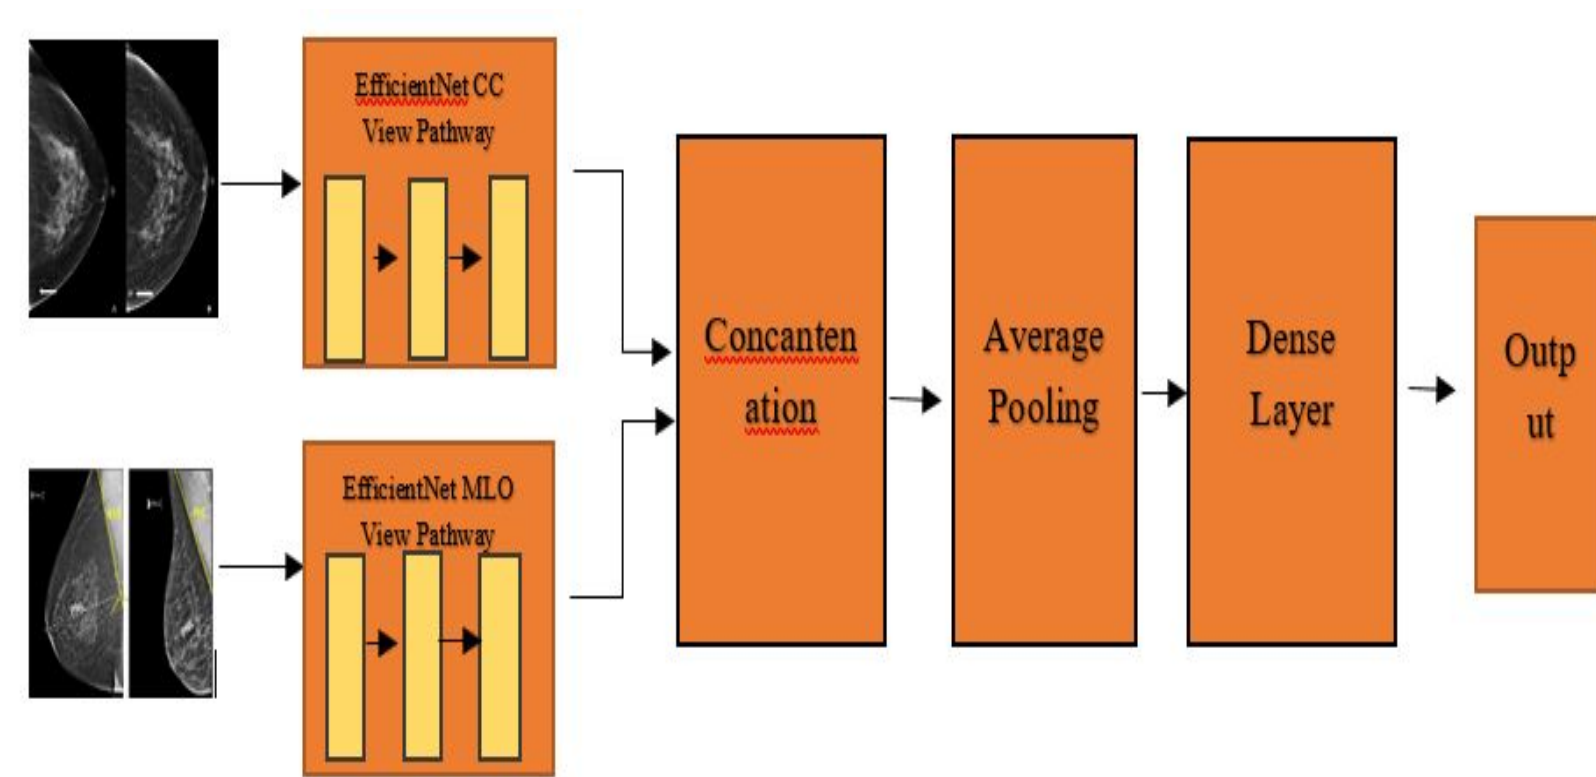 EfficientNet CC
View Pathway
EfficientNet MLO
View Pathway
Concanten
ation
Average
Pooling
Dense
Layer
Outp
ut